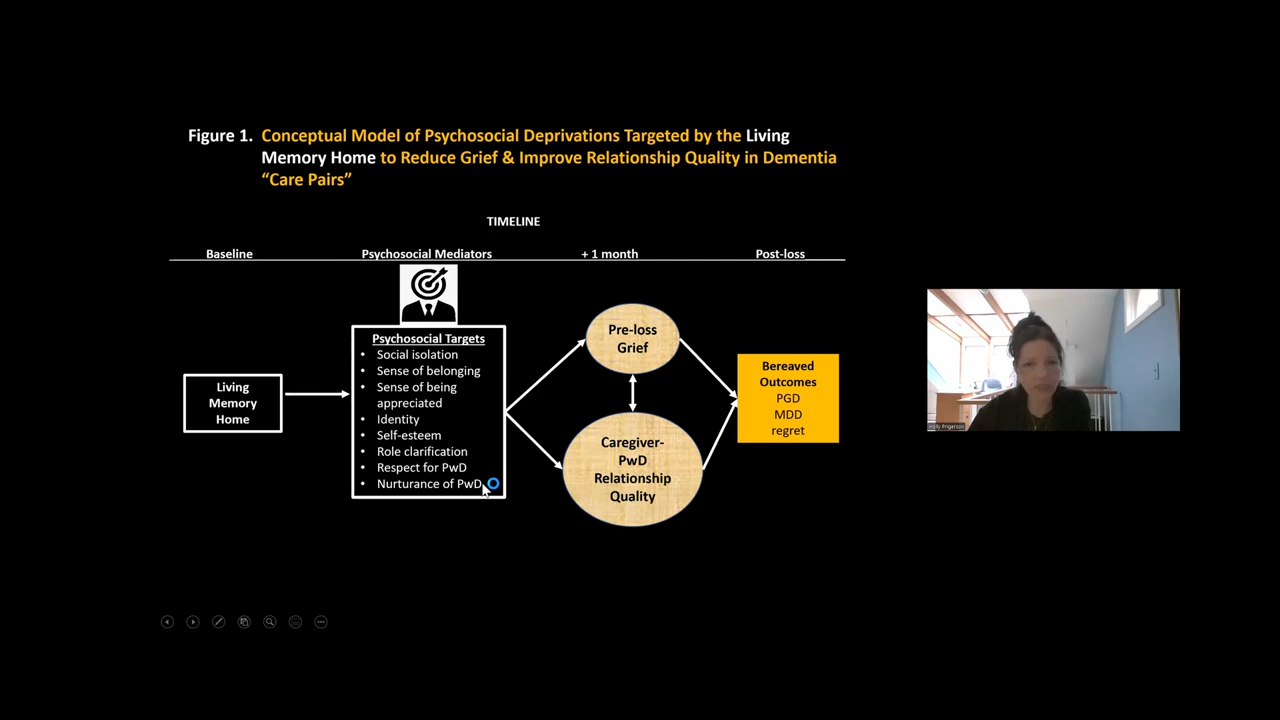 Figure 1. Conceptual Model of Psychosocial Deprivations Targeted by the Living
Memory Home to Reduce Grief & Improve Relationship Quality in Dementia
“Care Pairs”
TIMELINE
Baseline
Psychosocial Mediators
+ 1 month
Post-loss
Living
Memory
Home
Psychosocial Targets
• Social isolation
• Sense of belonging
• Sense of being
appreciated
• Identity
• Self-esteem
• Role clarification
• Respect for PwD
• Nurturance of PwD
Pre-loss
Grief
Caregiver-
PwD
Relationship
Quality
Bereaved
Outcomes
PGD
MDD
regret
Holly Prigerson